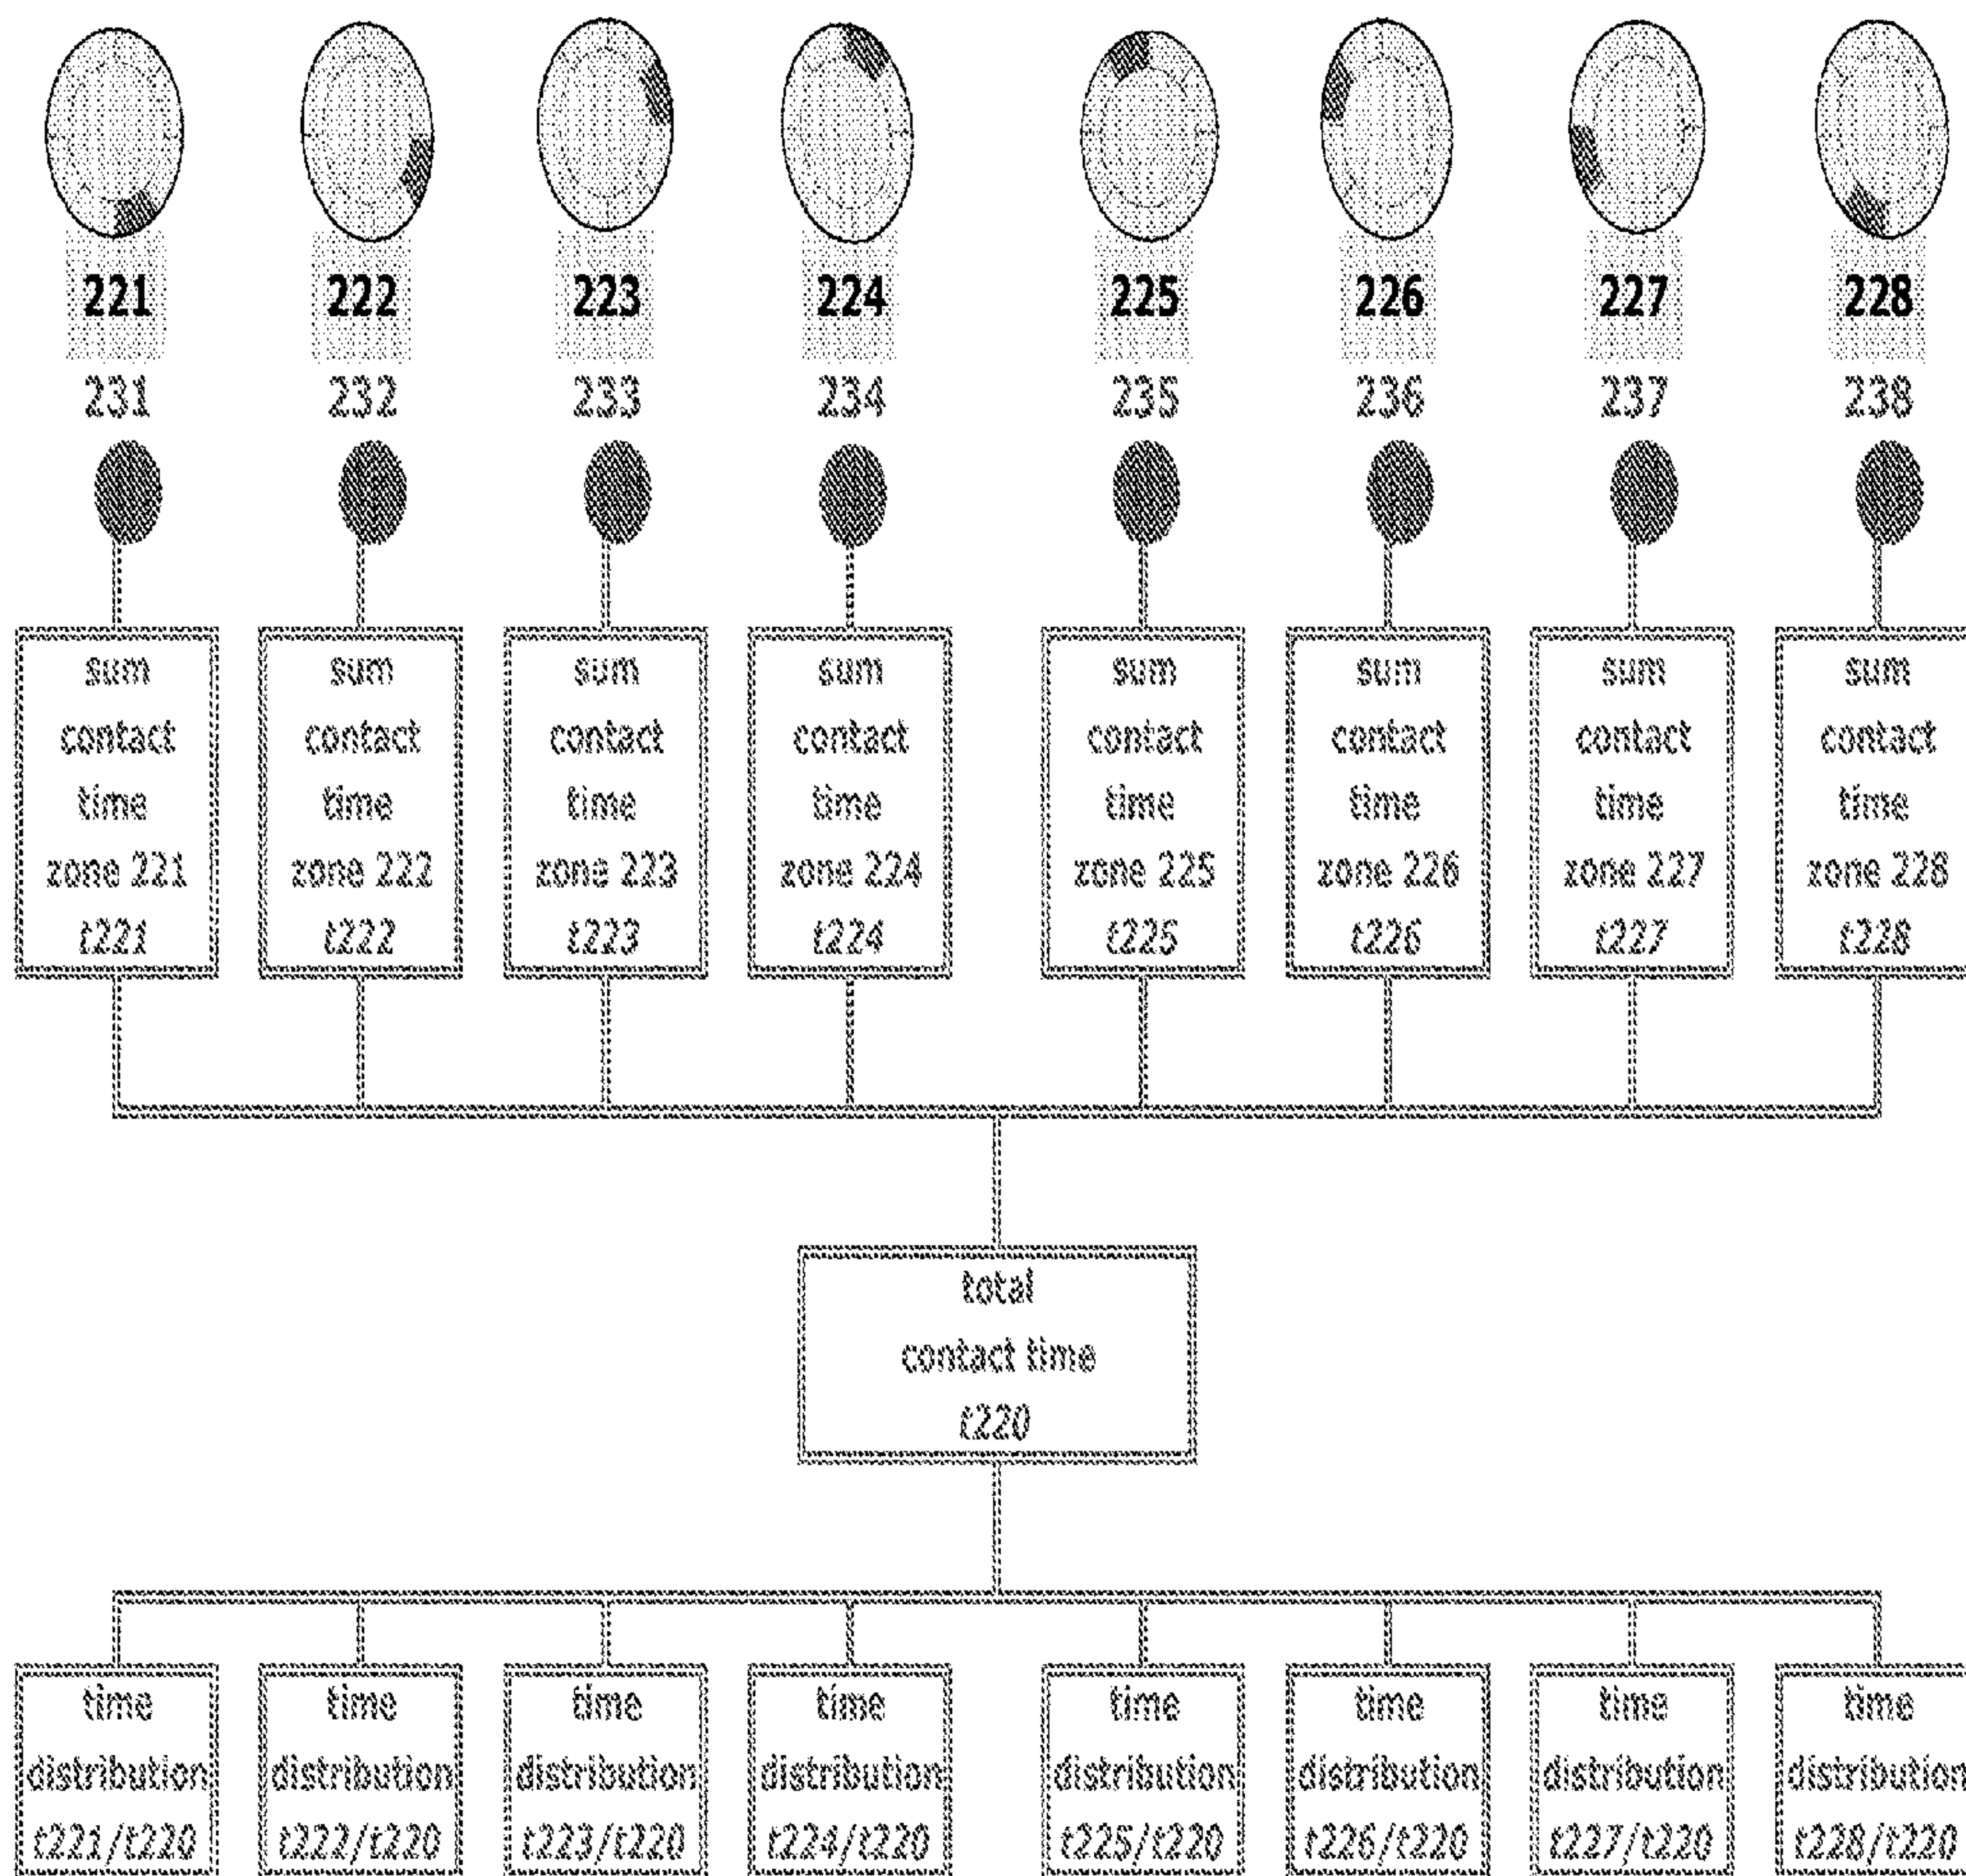 221 222 223 224 225 226 227 228
231 232 233 234 235 236 237 238
sum sum sum sum sum sum sum sum
contact contact contact contact contact contact contact contact
time time time time time time time time
zone 221 zone 222 zone 223 zone 224 zone 225 zone 226 zone 227 zone 228
t221 t222 t223 t224 t225 t226 t227 t228
total
contact time
t220
time time time time time time time time
distribution distribution distribution distribution distribution distribution distribution distribution
t221/t220 t222/t220 t223/t220 t224/t220 t225/t220 t226/t220 t227/t220 t228/t220